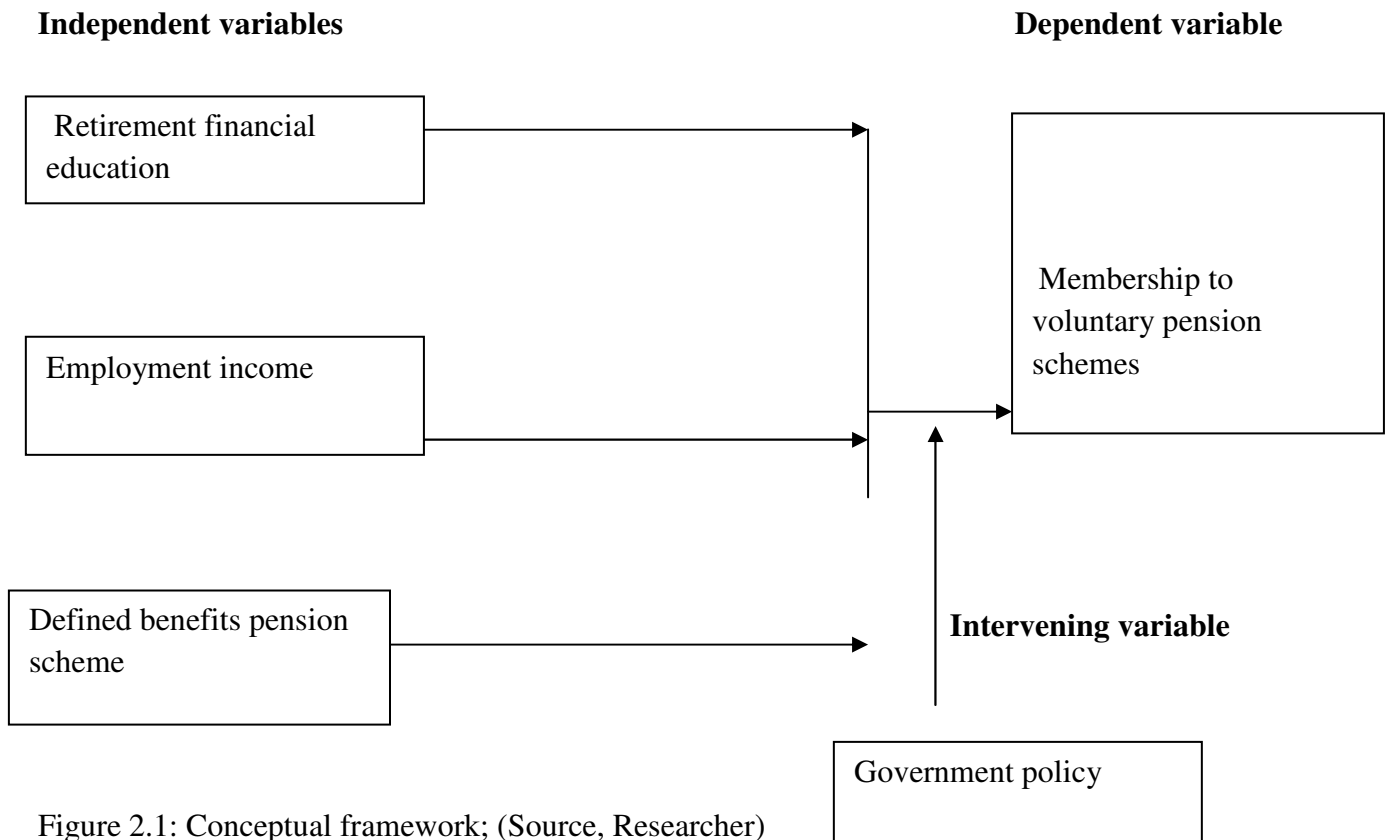 Independent variables
Dependent variable
Retirement financial
education
Employment income
Membership to
voluntary pension
schemes
Defined benefits pension
scheme
Intervening variable
Government policy
Figure 2.1: Conceptual framework; (Source, Researcher)